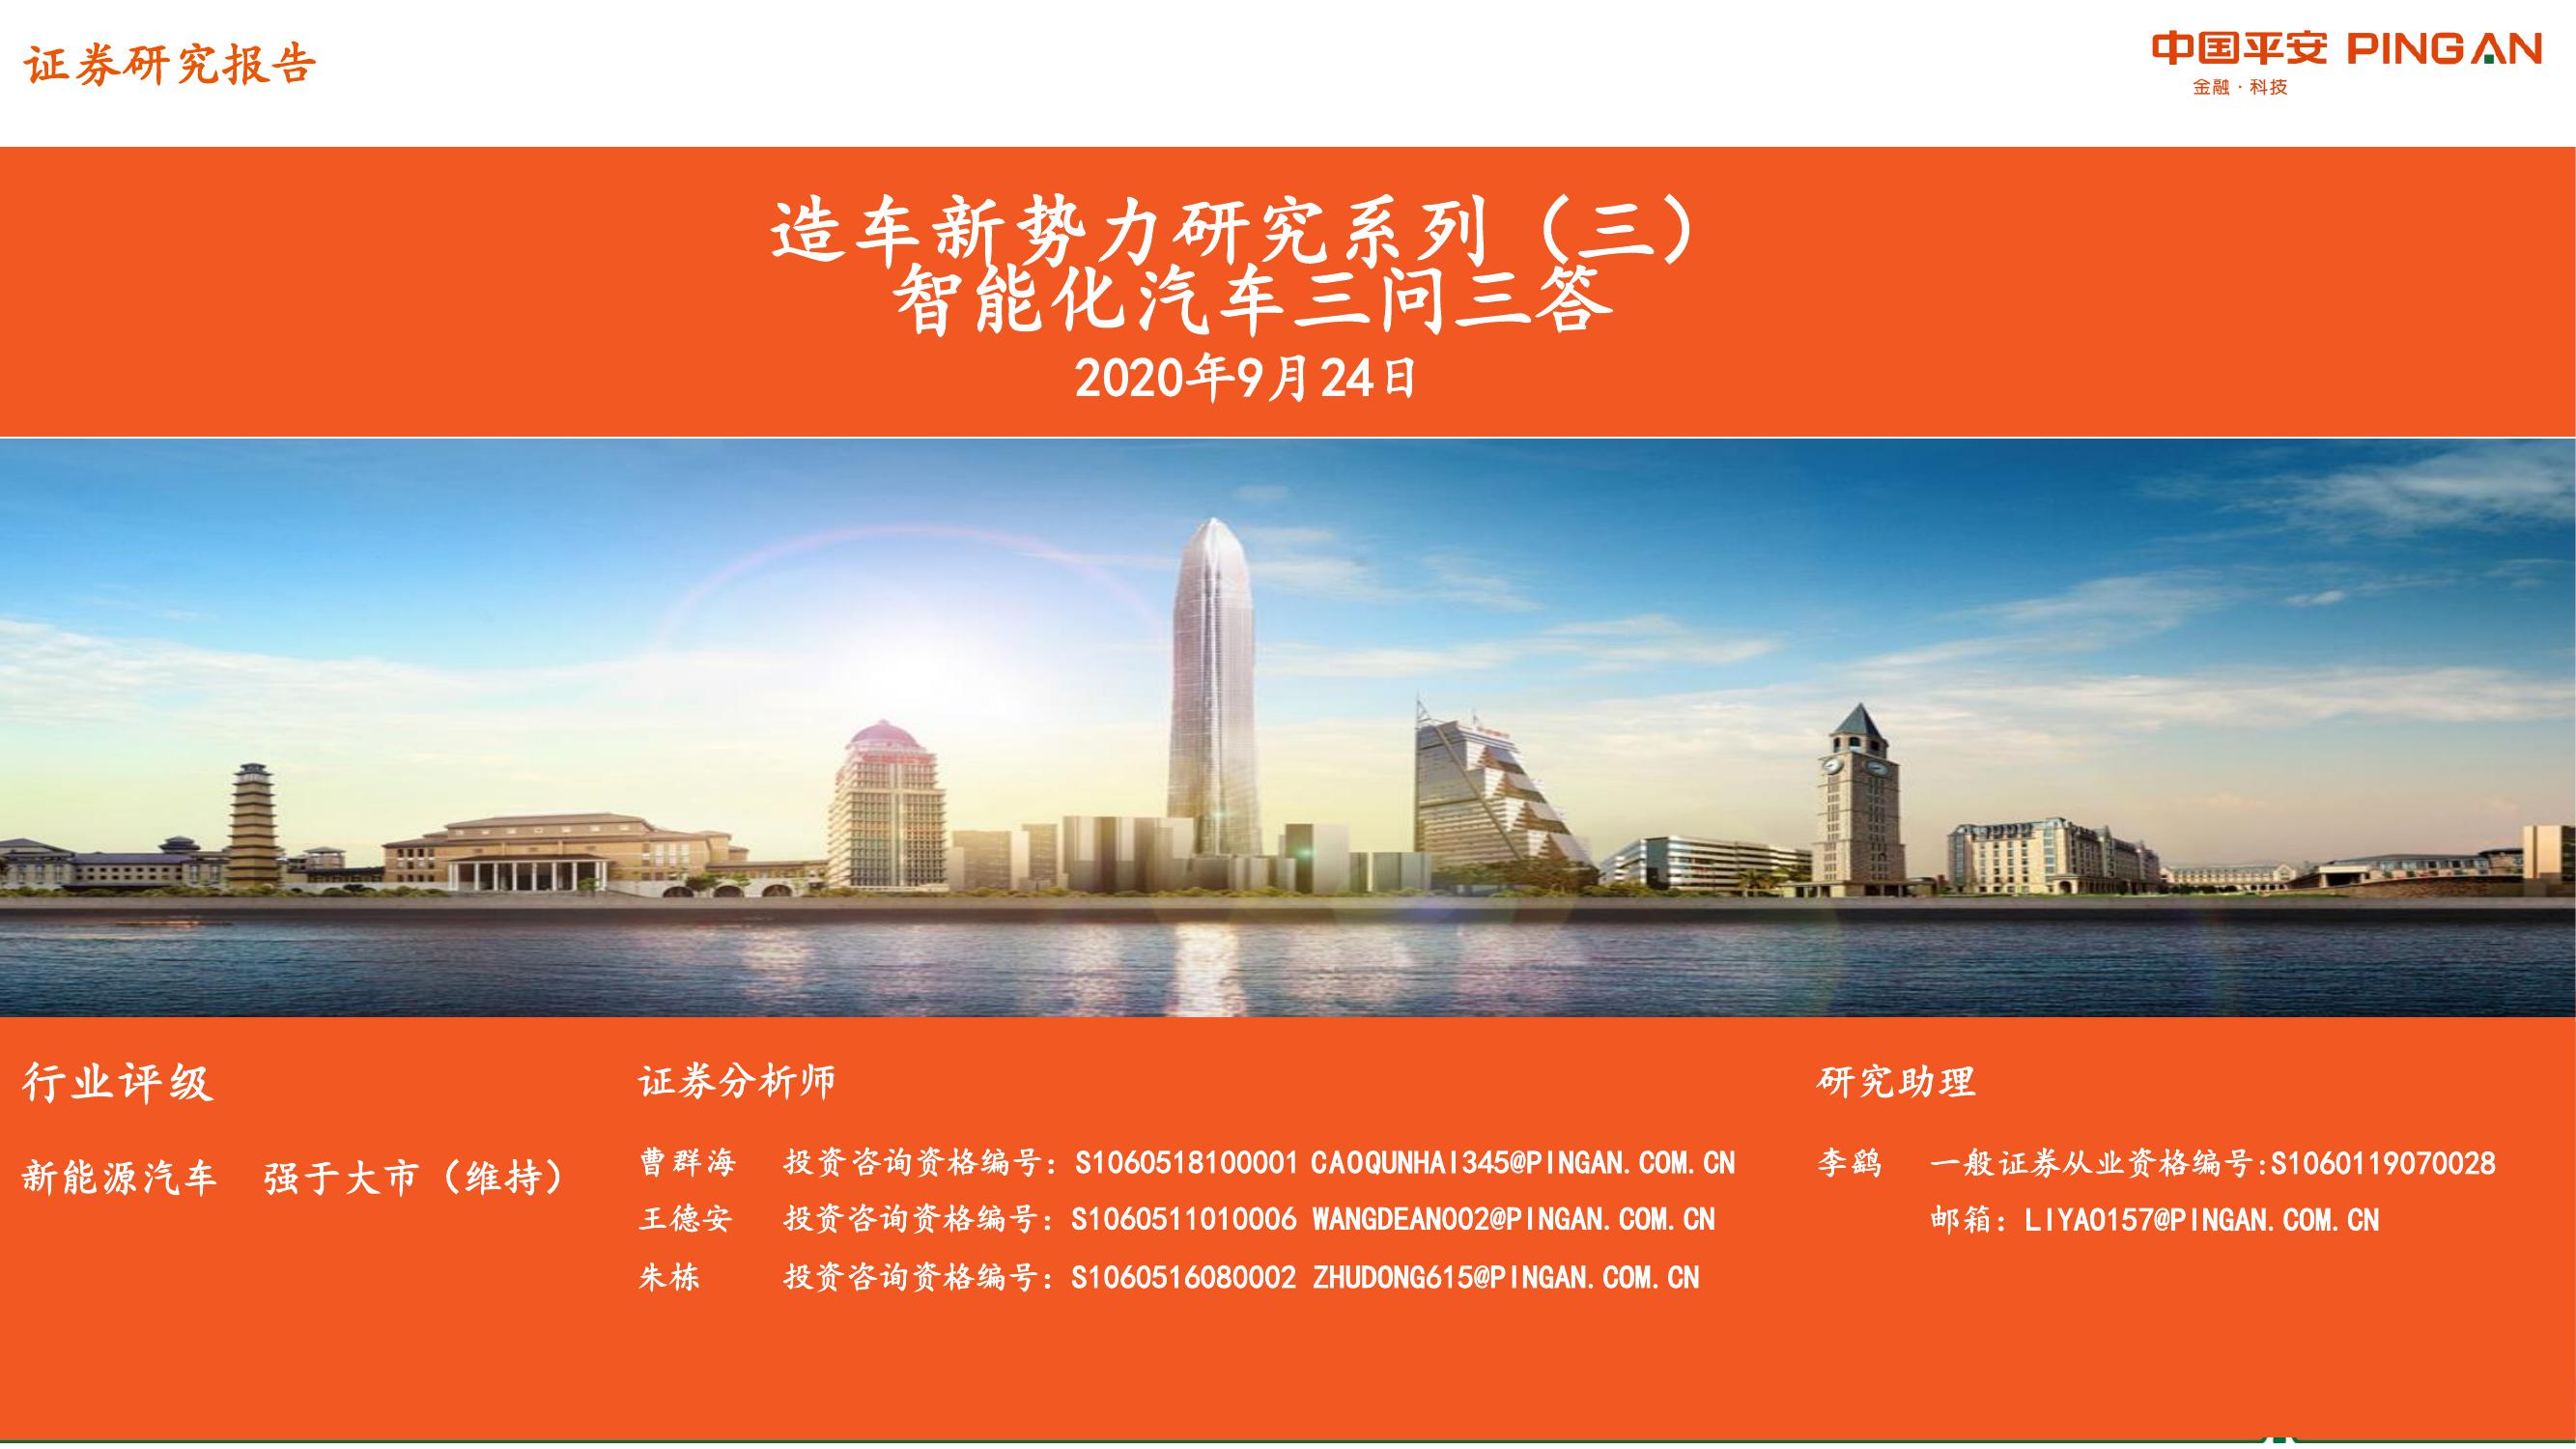 证券研究报告
中国平安 PINGAN
金融·科技
造车新势力研究系列（三）
智能化汽车三问三答
2020年9月24日
行业评级
新能源汽车 强于大市（维持）
证券分析师
曹群海 投资咨询资格编号：S1060518100001 CAOQUNHAI345@PINGAN.COM.CN
王德安 投资咨询资格编号：S1060511010006 WANGDEAN002@PINGAN.COM.CN
朱栋 投资咨询资格编号：S1060516080002 ZHUDONG615@PINGAN.COM.CN
研究助理
李鹞 一般证券从业资格编号:S1060119070028
邮箱：LIYAO157@PINGAN.COM.CN